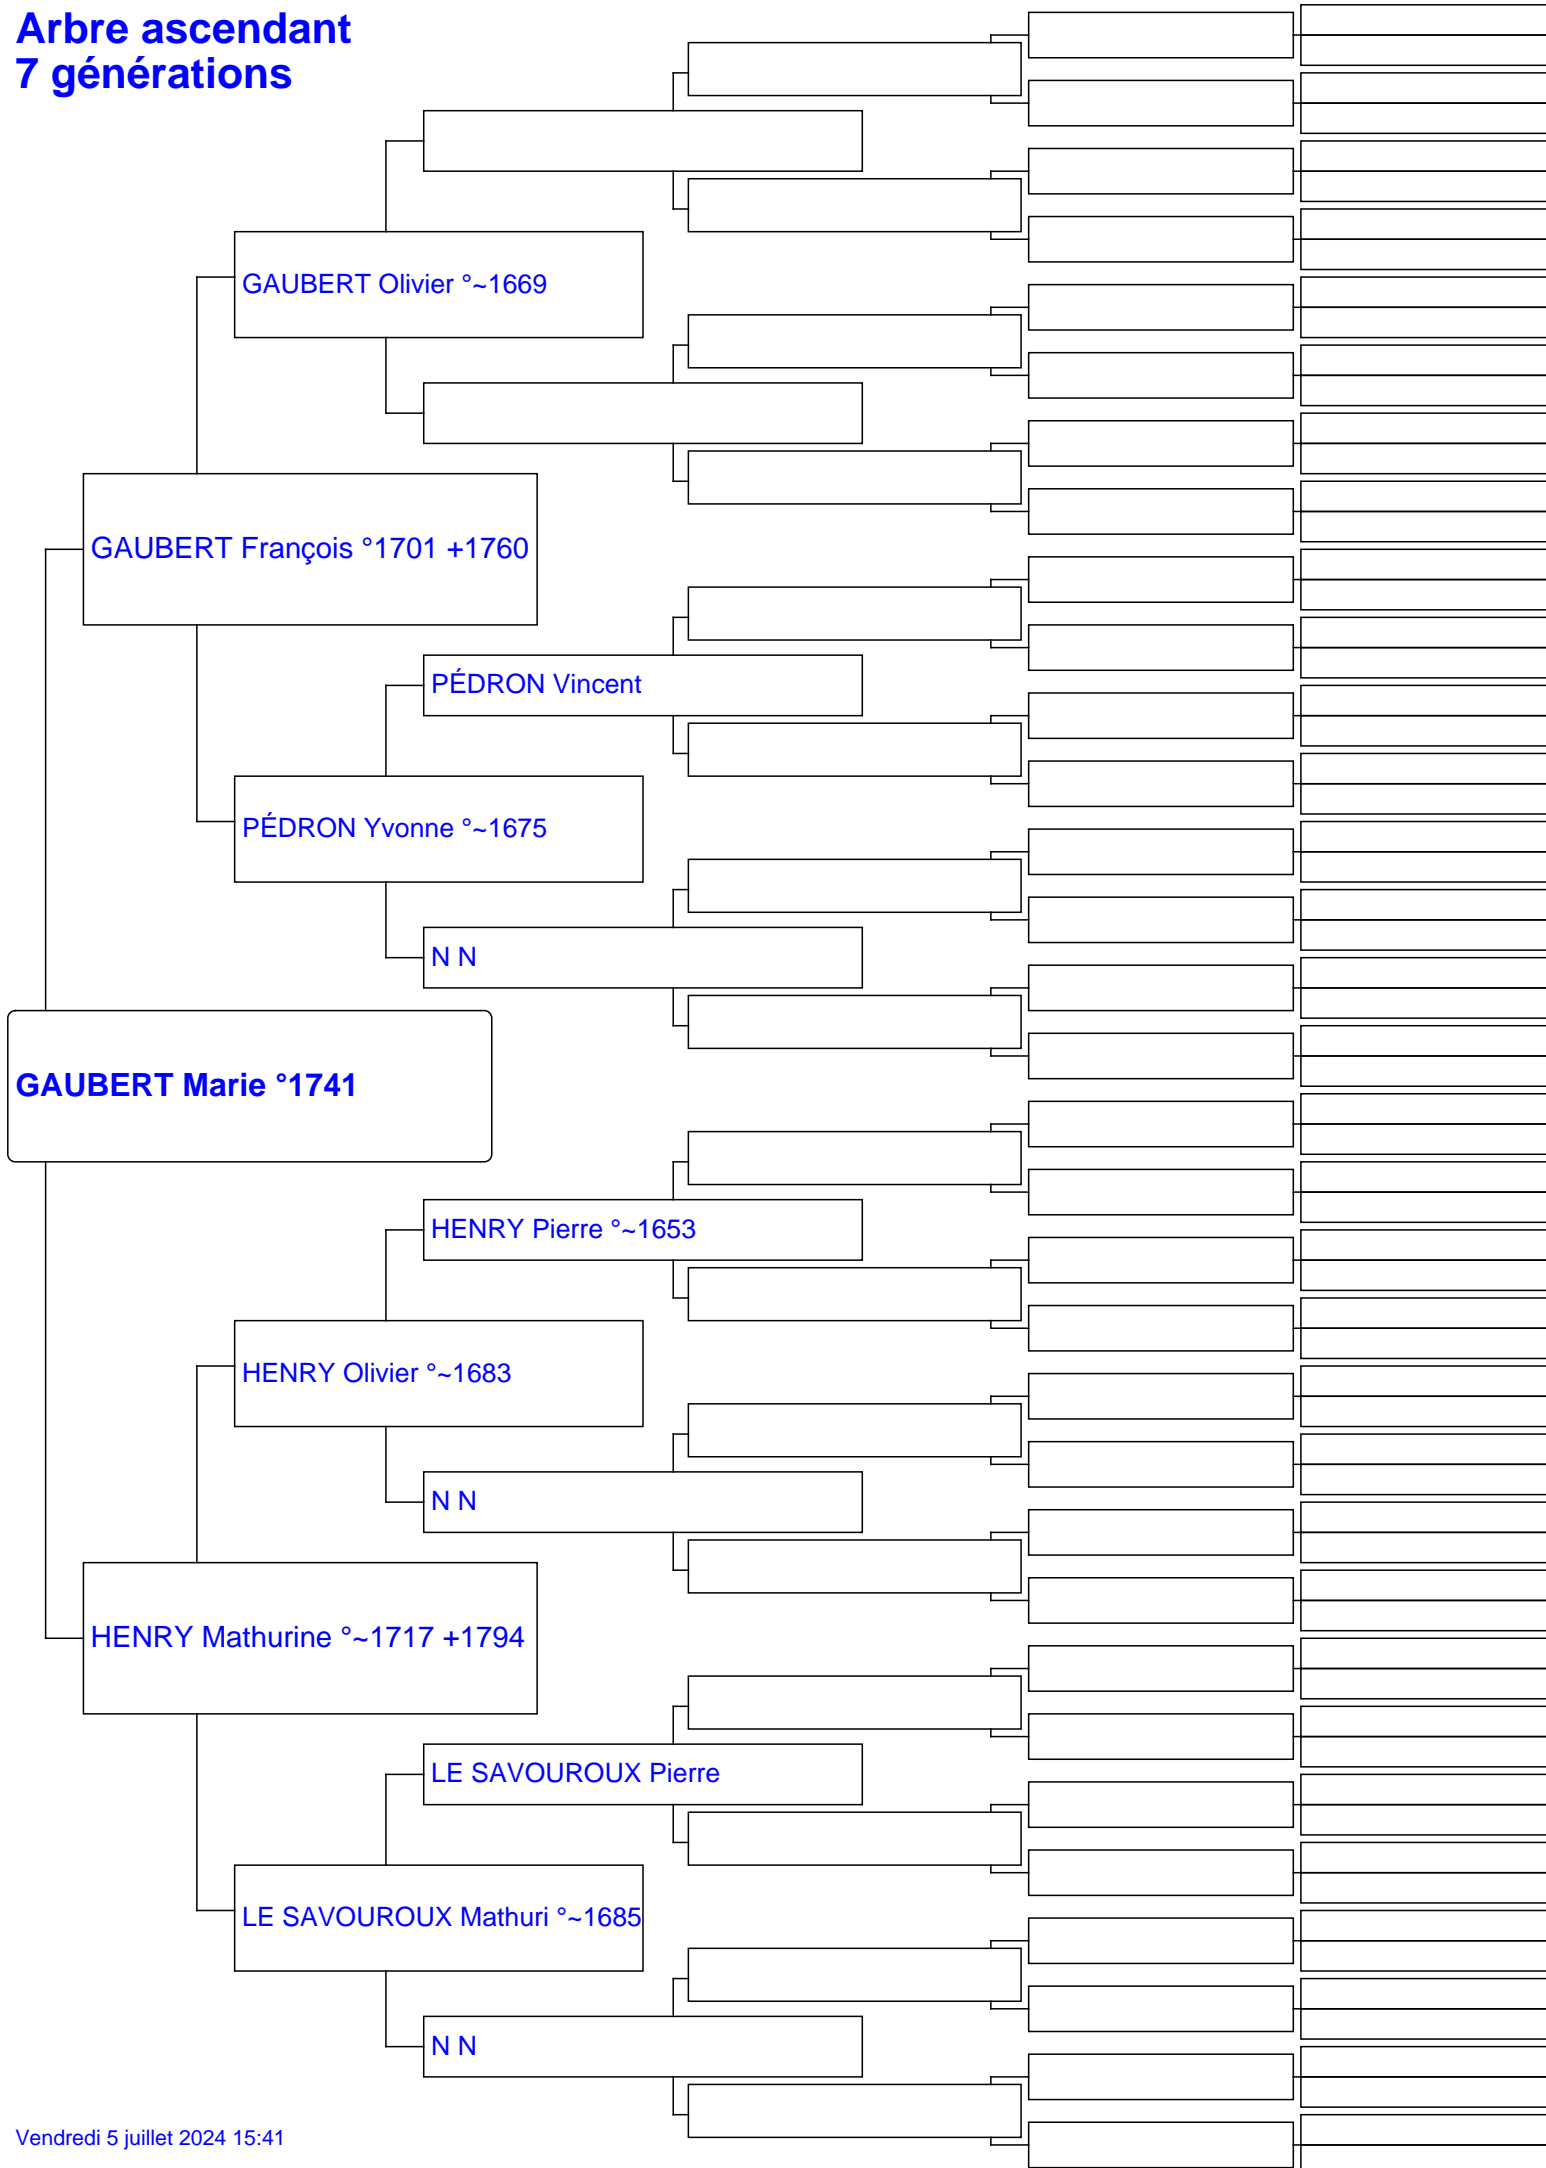 Arbre ascendant
7 générations
GAUBERT Olivier °~1669
GAUBERT François °1701 +1760
PÉDRON Vincent
PÉDRON Yvonne °~1675
N N
GAUBERT Marie °1741
HENRY Pierre °~1653
HENRY Olivier °~1683
N N
HENRY Mathurine °~1717 +1794
LE SAVOUROUX Pierre
LE SAVOUROUX Mathuri °~1685
N N
Vendredi 5 juillet 2024 15:41